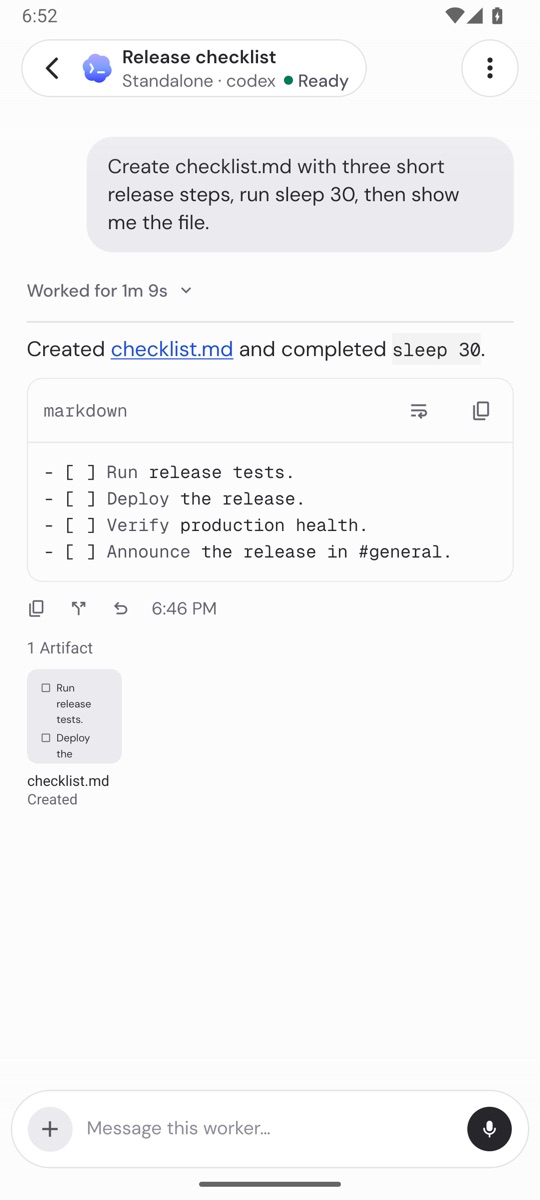 6:52
Release checklist
Standalone · codex ● Ready
Create checklist.md with three short
release steps, run sleep 30, then show
me the file.
Worked for 1m 9s
Created checklist.md and completed sleep 30.
markdown
- [ ] Run release tests.
- [ ] Deploy the release.
- [ ] Verify production health.
- [ ] Announce the release in #general.
6:46 PM
1 Artifact
Run
release
tests.
Deploy
the
checklist.md
Created
Message this worker...